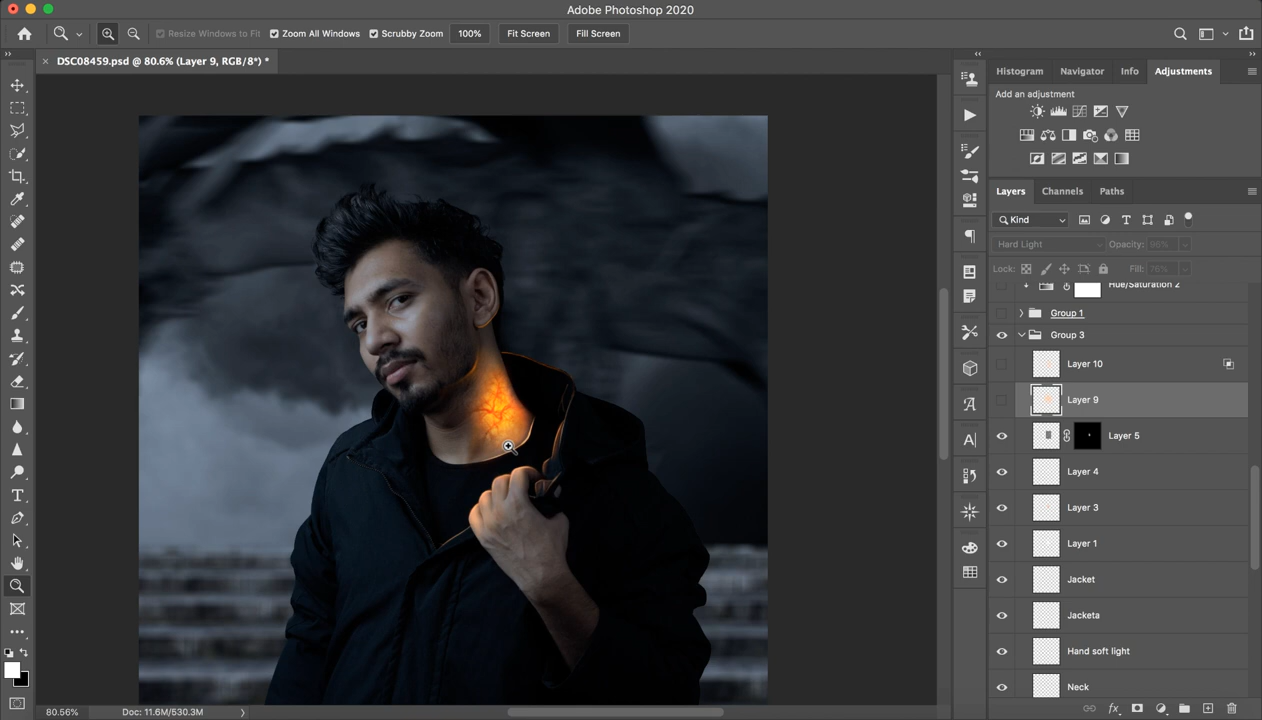 Adobe Photoshop 2020
Resize Windows to Fit
Zoom All Windows
Scrubby Zoom
100%
Fit Screen
Fill Screen
DSC08459.psd @ 80.6% (Layer 9, RGB/8*) *
Histogram
Navigator
Info
Adjustments
Add an adjustment
Layers
Channels
Paths
Kind
Hard Light
Opacity: 96%
Lock:
Fill: 76%
Hue/Saturation 2
Group 1
Group 3
Layer 10
Layer 9
Layer 5
Layer 4
Layer 3
Layer 1
Jacket
Jacketa
Hand soft light
Neck
80.56%
Doc: 11.6M/530.3M